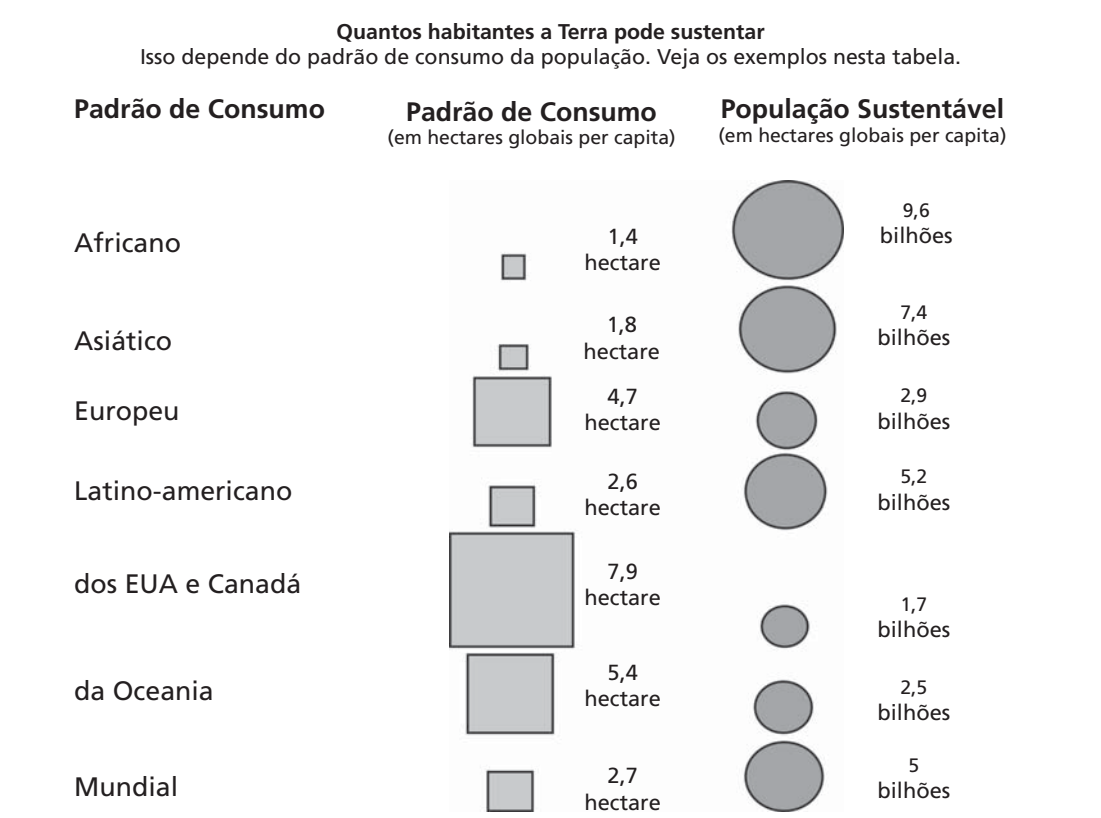 Quantos habitantes a Terra pode sustentar
Isso depende do padrão de consumo da população. Veja os exemplos nesta tabela.
Padrão de Consumo
Padrão de Consumo
(em hectares globais per capita)
População Sustentável
(em hectares globais per capita)
Africano
1,4
hectare
9,6
bilhões
Asiático
1,8
hectare
7,4
bilhões
Europeu
4,7
hectare
2,9
bilhões
Latino-americano
2,6
hectare
5,2
bilhões
dos EUA e Canadá
7,9
hectare
1,7
bilhões
da Oceania
5,4
hectare
2,5
bilhões
Mundial
2,7
hectare
5
bilhões